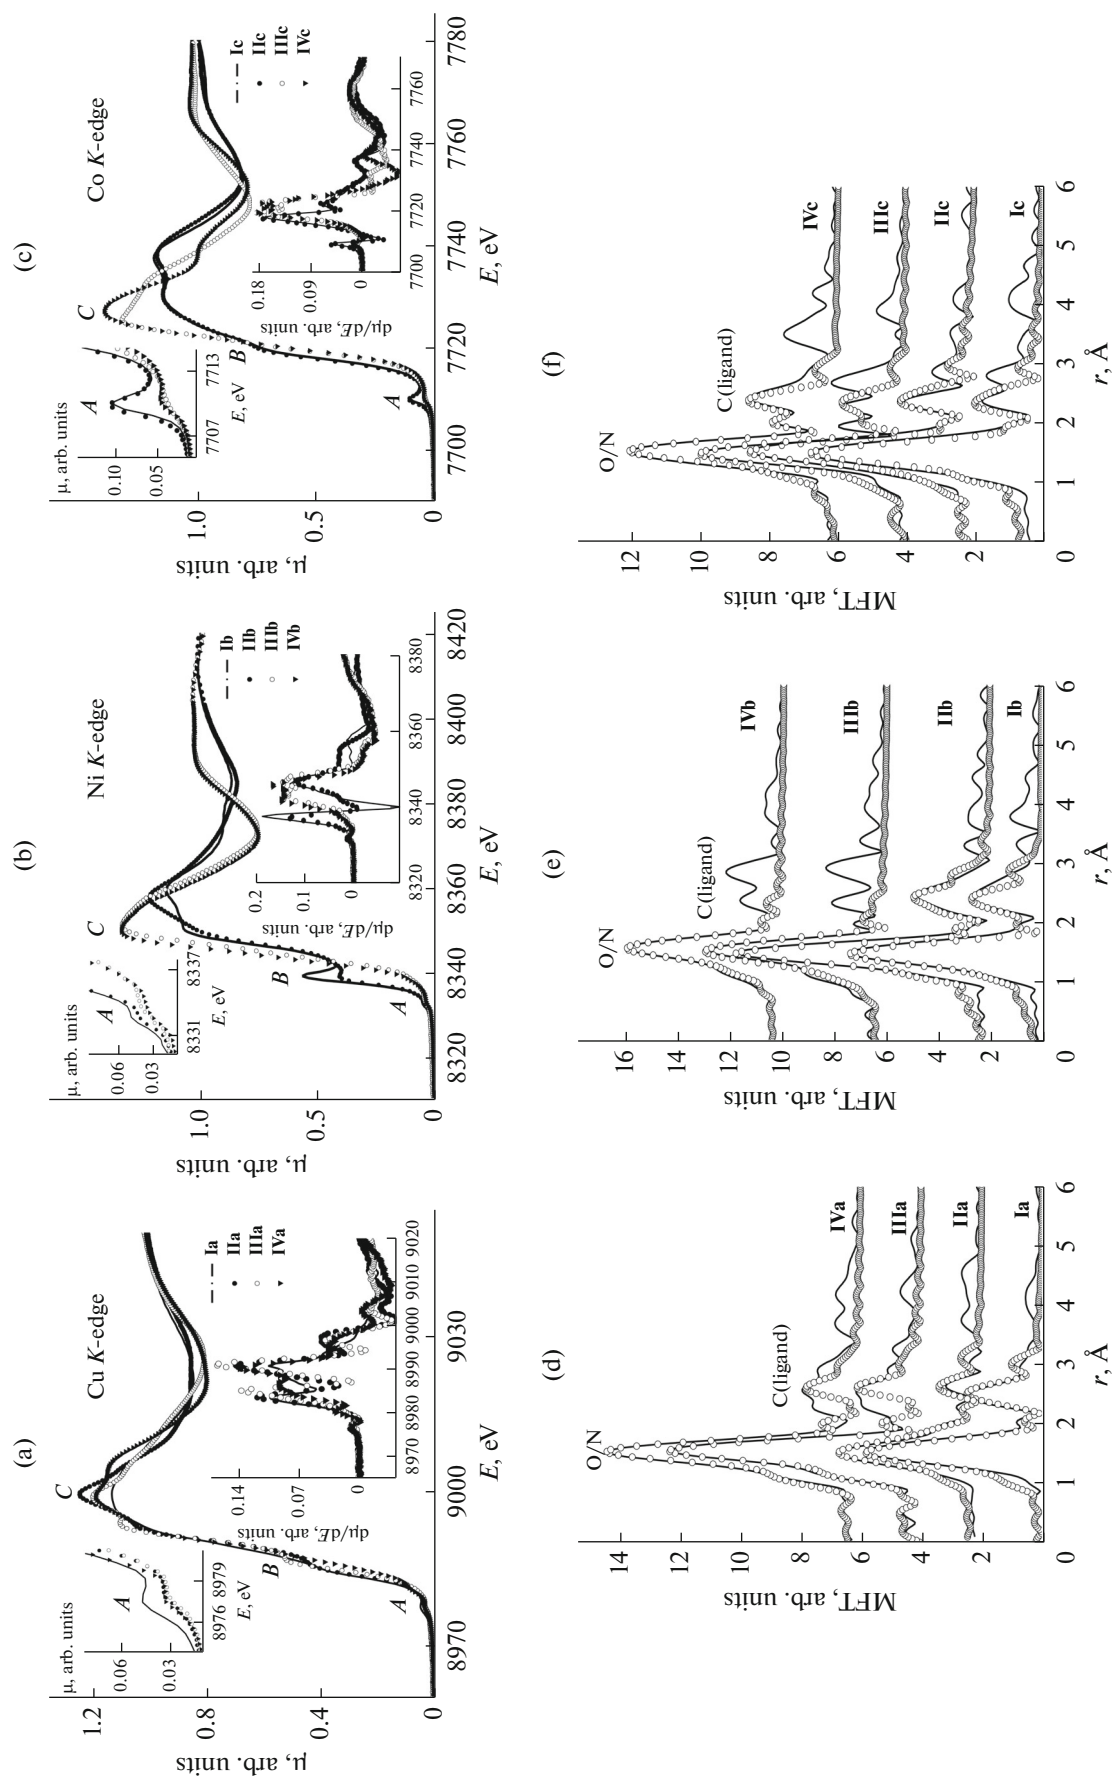 (a)
Cu K-edge
μ, arb. units
1.2
0.8
0.4
0
8970
9000
9030
E, eV
A
B
C
μ, arb. units
0.06
0.03
A
8976 8979
E, eV
dμ/dE, arb. units
0.14
0.07
0
8970 8980 8990 9000 9010 9020
Ia
IIa
IIIa
IVa
(b)
Ni K-edge
μ, arb. units
1.0
0.5
0
8320 8340 8360 8380 8400 8420
E, eV
A
B
C
μ, arb. units
0.06
0.03
A
8331 8337
E, eV
dμ/dE, arb. units
0.2
0.1
0
8320 8340 8360 8380
Ib
IIb
IIIb
IVb
(c)
Co K-edge
μ, arb. units
1.0
0.5
0
7700 7720 7740 7760 7780
E, eV
A
B
C
μ, arb. units
0.10
0.05
A
7707 7713
E, eV
dμ/dE, arb. units
0.18
0.09
0
7700 7720 7740 7760
Ic
IIc
IIIc
IVc
(d)
MFT, arb. units
14
12
10
8
6
4
2
0 1 2 3 4 5 6
r, Å
O/N
C(ligand)
IVa
IIIa
IIa
Ia
(e)
MFT, arb. units
16
14
12
10
8
6
4
2
0 1 2 3 4 5 6
r, Å
O/N
C(ligand)
IVb
IIIb
IIb
Ib
(f)
MFT, arb. units
12
10
8
6
4
2
0 1 2 3 4 5 6
r, Å
O/N
C(ligand)
IVc
IIIc
IIc
Ic